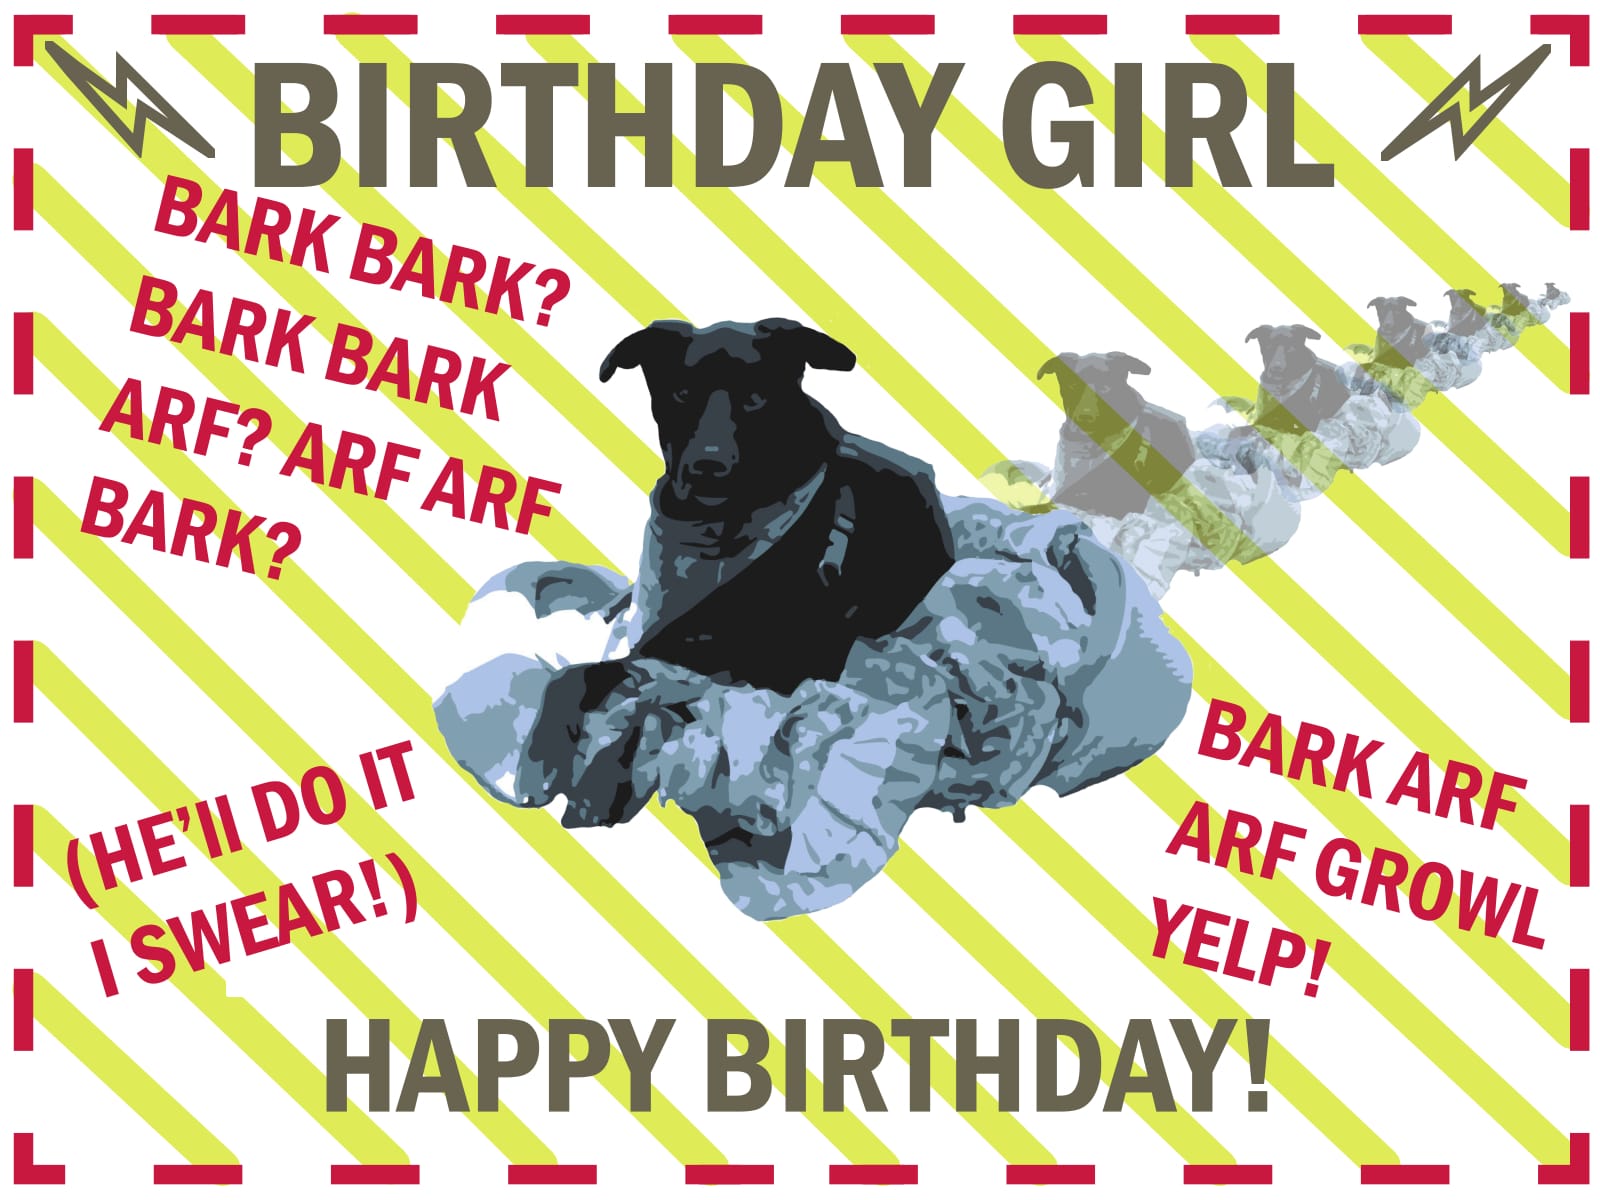 BIRTHDAY GIRL
BARK BARK?
BARK BARK
ARF? ARF ARF
BARK?
(HE'll DO IT
I SWEAR!)
BARK ARF
ARF GROWL
YELP!
HAPPY BIRTHDAY!